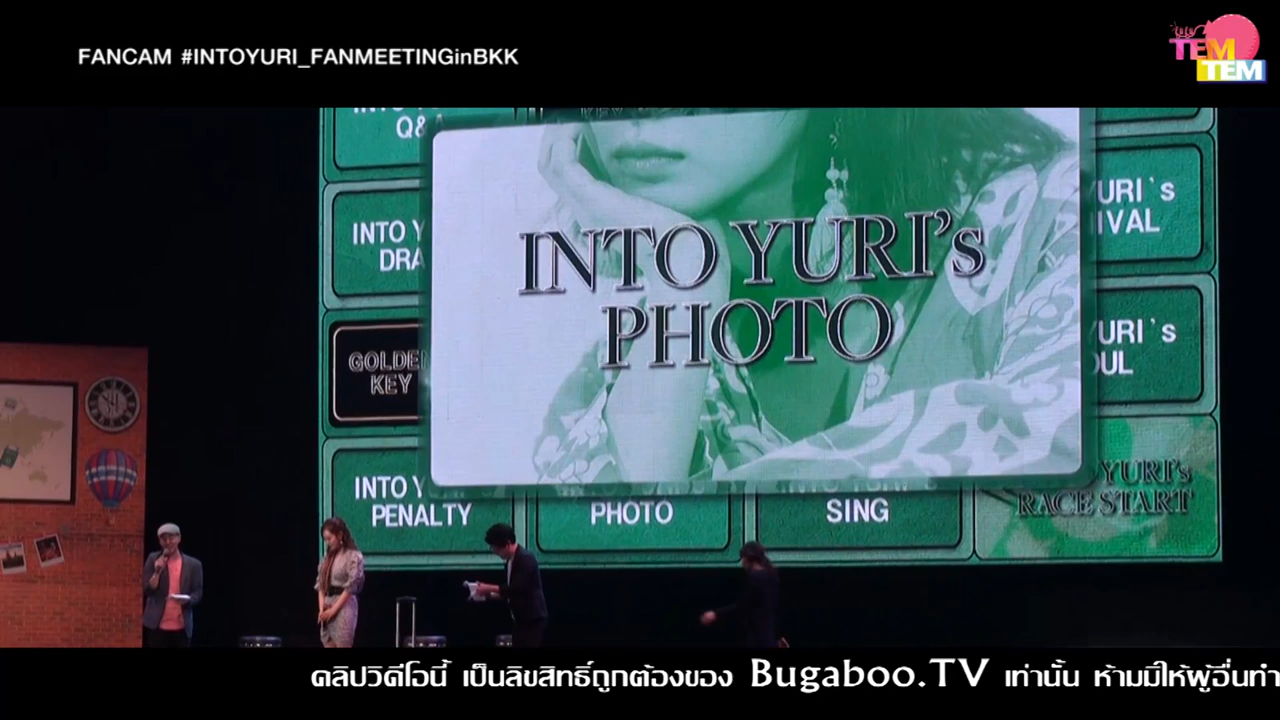 FANCAM #INTOYURI_FANMEETINGinBKK
TEM
TEM
Q&A
INTO
DRA
GOLDEN
KEY
INTO
PENALTY
INTO YURI's
PHOTO
PHOTO
SING
YURI`s
IVAL
YURI`s
OUL
YURI's
RACE START
คลิปวิดีโอนี้ เป็นลิขสิทธิ์ถูกต้องของ Bugaboo.TV เท่านั้น ห้ามมิให้ผู้อื่นทำ